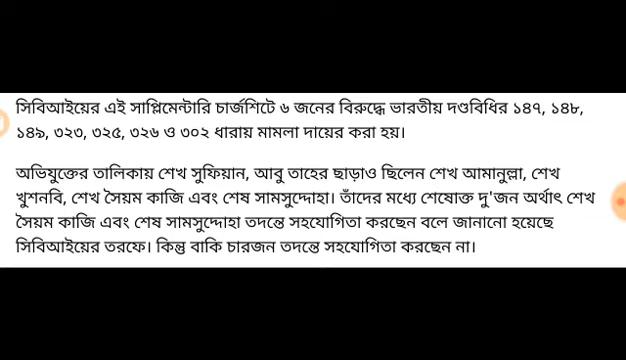 সিবিআইয়ের এই সাপ্লিমেন্টারি চার্জশিটে ৬ জনের বিরুদ্ধে ভারতীয় দণ্ডবিধির ১৪৭, ১৪৮,
১৪৯, ৩২৩, ৩২৫, ৩২৬ ও ৩০২ ধারায় মামলা দায়ের করা হয়।
অভিযুক্তের তালিকায় শেখ সুফিয়ান, আবু তাহের ছাড়াও ছিলেন শেখ আমানুল্লা, শেখ
খুশনবি, শেখ সৈয়ম কাজি এবং শেষ সামসুদ্দোহা। তাঁদের মধ্যে শেষোক্ত দু'জন অর্থাৎ শেখ
সৈয়ম কাজি এবং শেষ সামসুদ্দোহা তদন্তে সহযোগিতা করছেন বলে জানানো হয়েছে
সিবিআইয়ের তরফে। কিন্তু বাকি চারজন তদন্তে সহযোগিতা করছেন না।